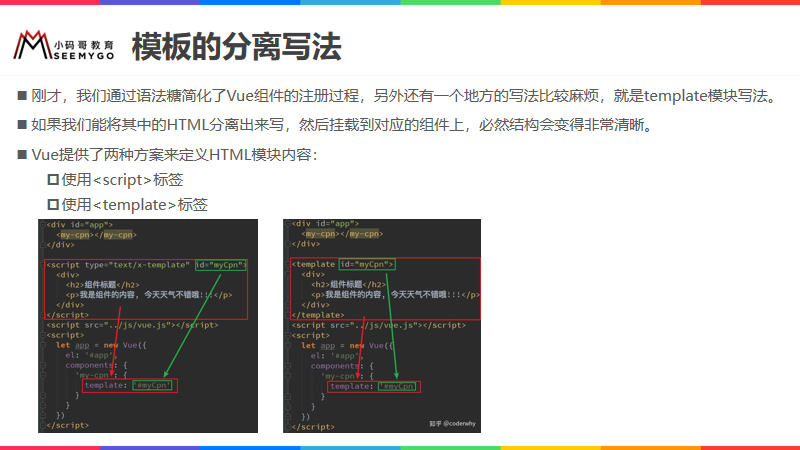 小码哥教育
SEEMYGO
模板的分离写法
刚才，我们通过语法糖简化了Vue组件的注册过程，另外还有一个地方的写法比较麻烦，就是template模块写法。
如果我们能将其中的HTML分离出来写，然后挂载到对应的组件上，必然结构会变得非常清晰。
Vue提供了两种方案来定义HTML模块内容：
使用<script>标签
使用<template>标签
<div id="app">
<my-cpn></my-cpn>
</div>
<script type="text/x-template" id="myCpn">
<div>
<h2>组件标题</h2>
<p>我是组件的内容, 今天天气不错哦!!!</p>
</div>
</script>
<script src="../js/vue.js"></script>
<script>
let app = new Vue({
el: '#app',
components: {
'my-cpn': {
template: '#myCpn'
}
}
})
</script>
<div id="app">
<my-cpn></my-cpn>
</div>
<template id="myCpn">
<div>
<h2>组件标题</h2>
<p>我是组件的内容, 今天天气不错哦!!!</p>
</div>
</template>
<script src="../js/vue.js"></script>
<script>
let app = new Vue({
el: '#app',
components: {
'my-cpn': {
template: '#myCpn'
}
}
})
</script>
知乎 @coderwhy